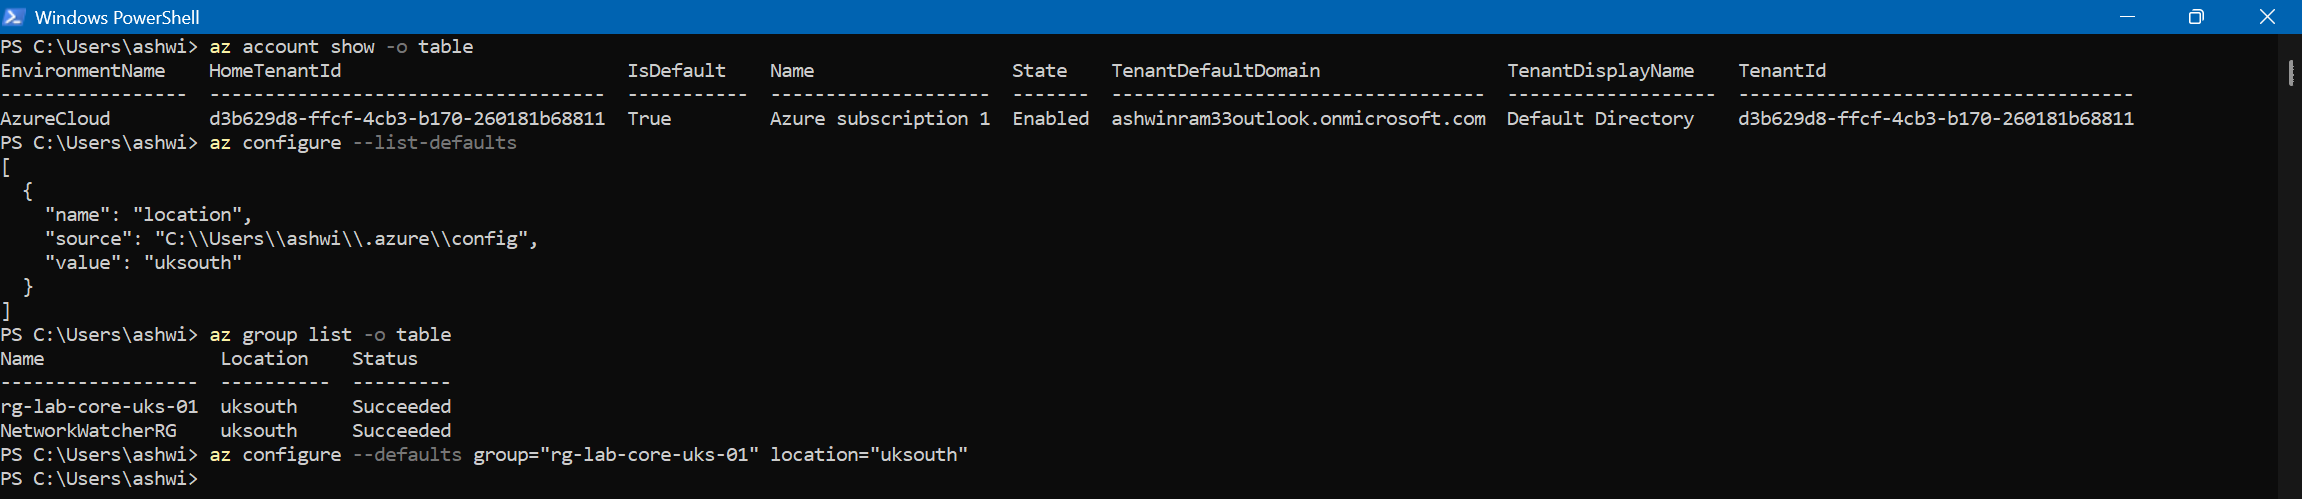 Windows PowerShell
PS C:\Users\ashwi> az account show -o table
EnvironmentName    HomeTenantId                          IsDefault    Name                  State    TenantDefaultDomain                 TenantDisplayName    TenantId
-----------------  ------------------------------------  -----------  --------------------  -------  ----------------------------------  -------------------  ------------------------------------
AzureCloud         d3b629d8-ffcf-4cb3-b170-260181b68811  True         Azure subscription 1  Enabled  ashwinram33outlook.onmicrosoft.com  Default Directory    d3b629d8-ffcf-4cb3-b170-260181b68811
PS C:\Users\ashwi> az configure --list-defaults
[
  {
    "name": "location",
    "source": "C:\\Users\\ashwi\\.azure\\config",
    "value": "uksouth"
  }
]
PS C:\Users\ashwi> az group list -o table
Name                Location    Status
------------------  ----------  ---------
rg-lab-core-uks-01  uksouth     Succeeded
NetworkWatcherRG    uksouth     Succeeded
PS C:\Users\ashwi> az configure --defaults group="rg-lab-core-uks-01" location="uksouth"
PS C:\Users\ashwi>